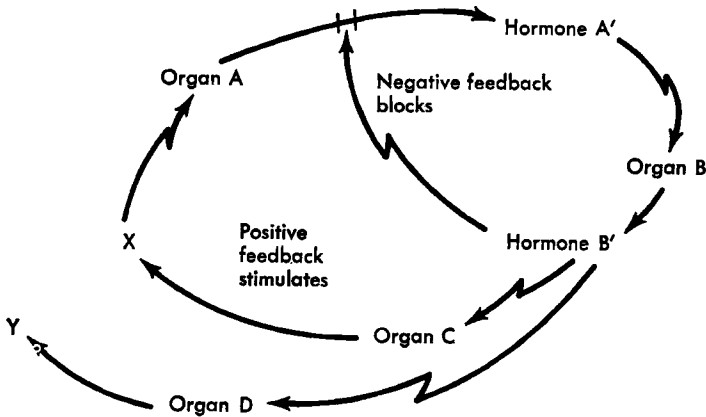 Hormone A′
Organ A
Negative feedback
blocks
Organ B
Positive
feedback
stimulates
X
Hormone B′
Y
Organ C
Organ D